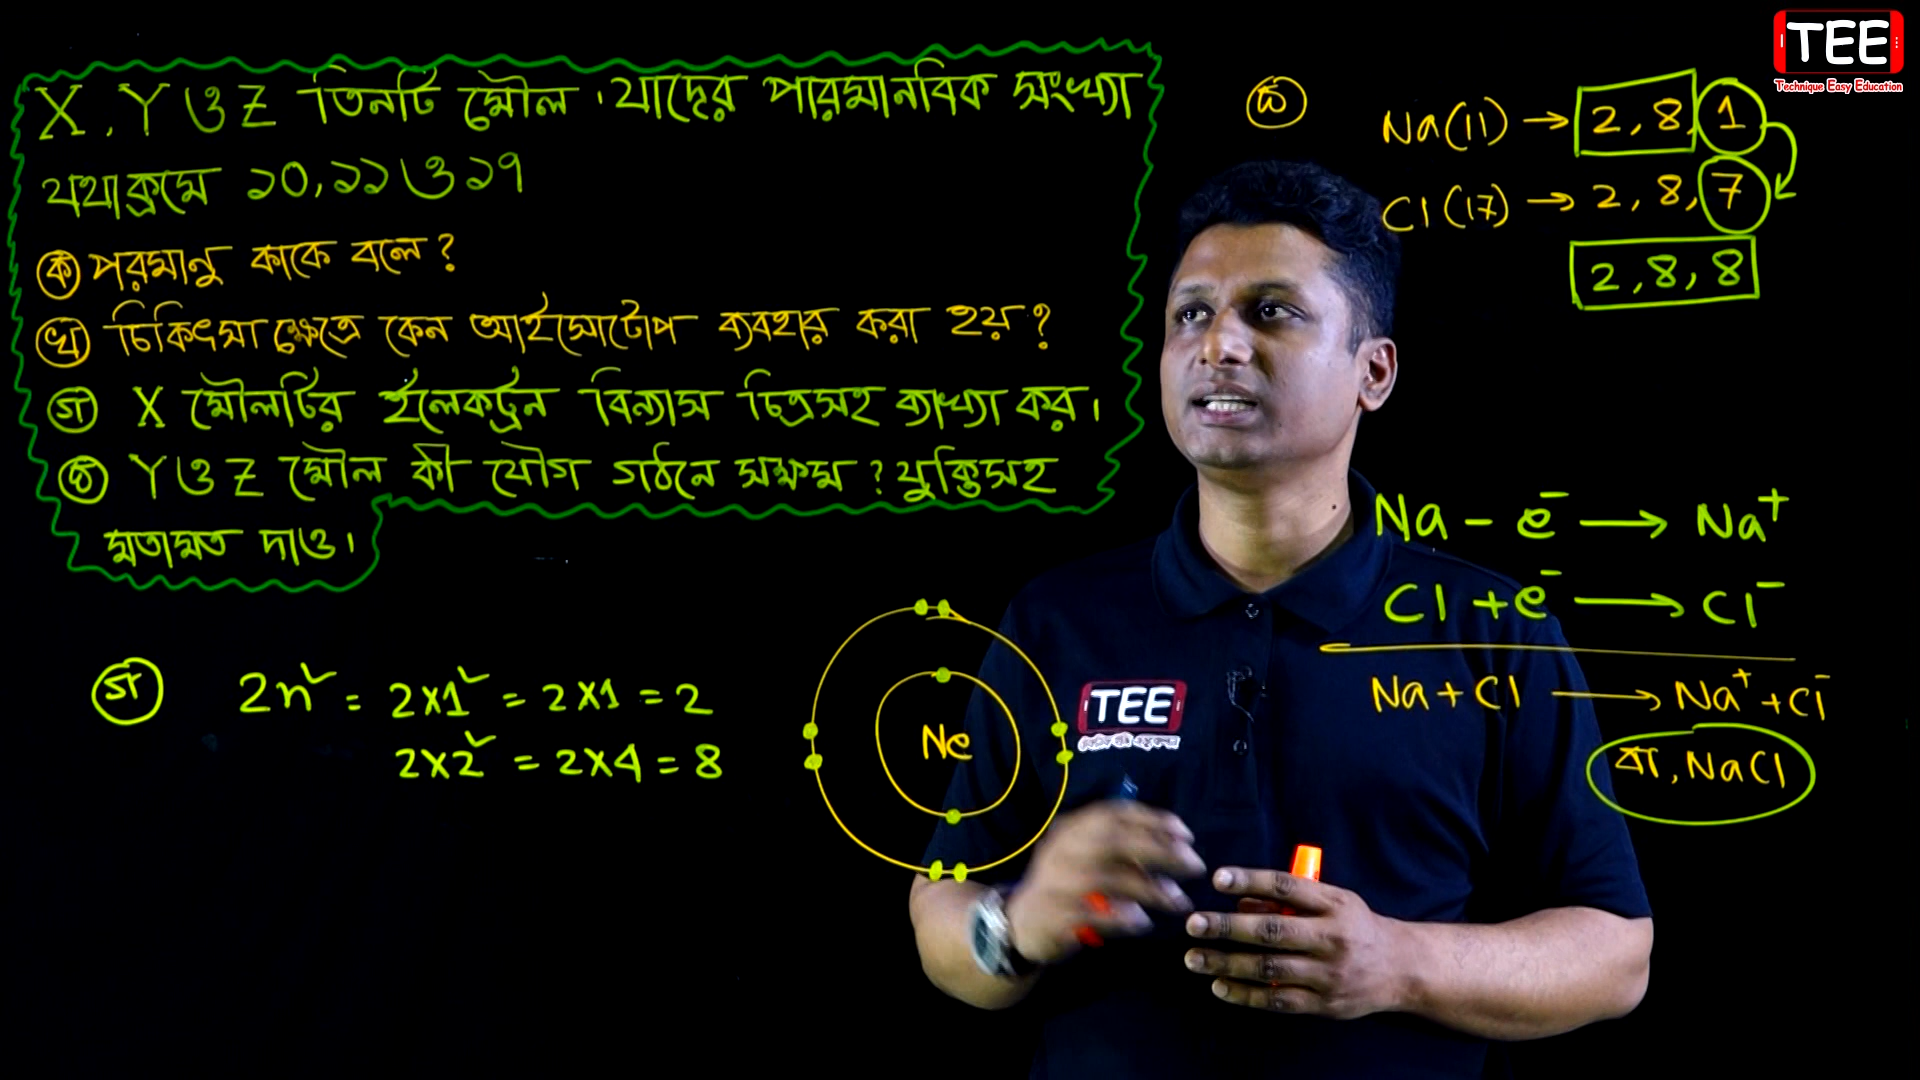 X, Y ও Z তিনটি মৌল । যাদের পারমানবিক সংখ্যা
যথাক্রমে ১০, ১১ ও ১৭
ক পরমানু কাকে বলে?
খ চিকিৎসা ক্ষেত্রে কেন আইসোটোপ ব্যবহার করা হয়?
গ X মৌলটির ইলেকট্রন বিন্যাস চিত্রসহ ব্যাখ্যা কর।
ঘ Y ও Z মৌল কী যৌগ গঠনে সক্ষম? যুক্তিসহ
মতামত দাও।
গ 2n² = 2×1² = 2×1 = 2
2×2² = 2×4 = 8
Ne
ঘ Na(11) → 2, 8, 1
Cl(17) → 2, 8, 7
2, 8, 8
Na - e⁻ → Na⁺
Cl + e⁻ → Cl⁻
Na + Cl → Na⁺ + Cl⁻
বা, NaCl
TEE
Technique Easy Education
TEE